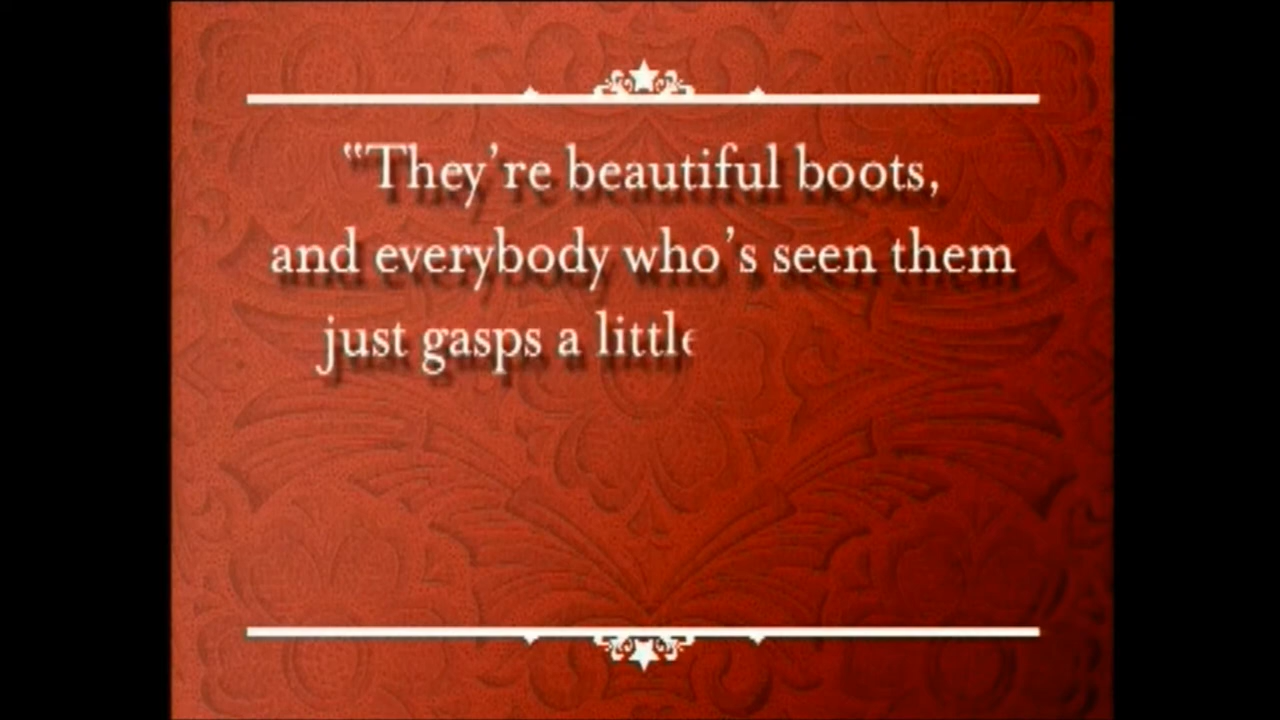 “They’re beautiful boots,
and everybody who’s seen them
just gasps a little